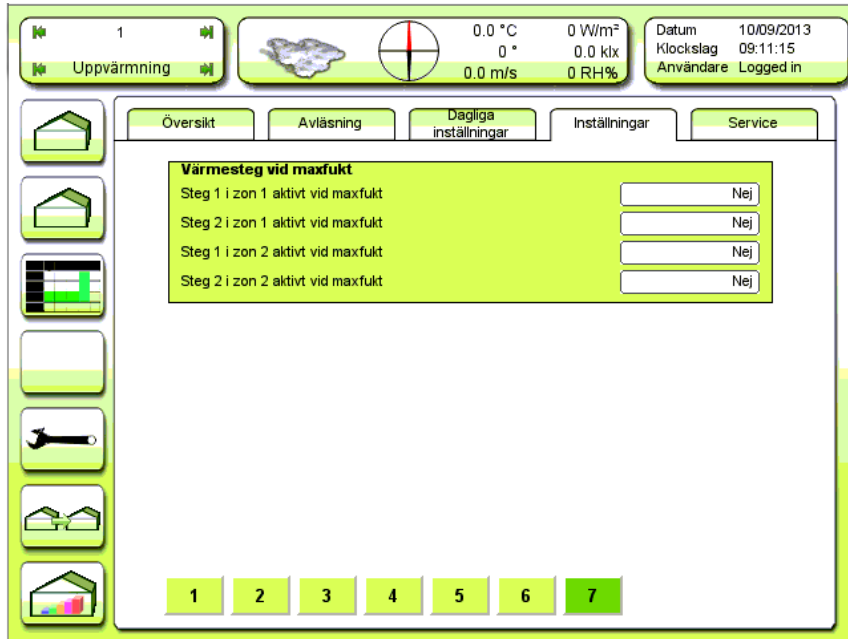 1
Uppvärmning
0.0 °C
0 °
0.0 m/s
0 W/m²
0.0 klx
0 RH%
Datum 10/09/2013
Klockslag 09:11:15
Användare Logged in
Översikt
Avläsning
Dagliga
inställningar
Inställningar
Service
Värmesteg vid maxfukt
Steg 1 i zon 1 aktivt vid maxfukt Nej
Steg 2 i zon 1 aktivt vid maxfukt Nej
Steg 1 i zon 2 aktivt vid maxfukt Nej
Steg 2 i zon 2 aktivt vid maxfukt Nej
1 2 3 4 5 6 7